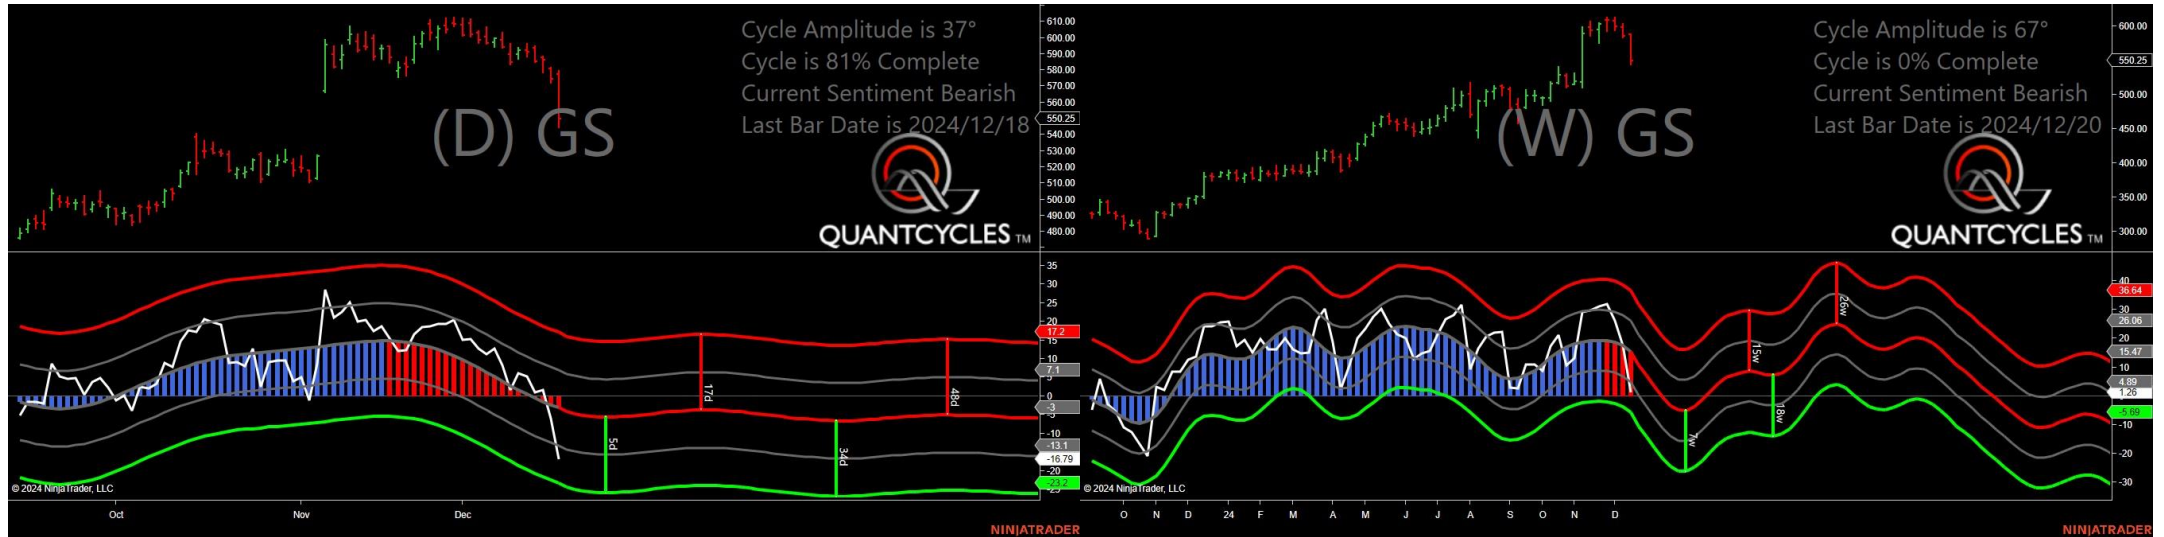 Cycle Amplitude is 37°
Cycle is 81% Complete
Current Sentiment Bearish
Last Bar Date is 2024/12/18
(D) GS
QUANTCYCLES TM
610.00
600.00
590.00
580.00
570.00
560.00
550.25
540.00
530.00
520.00
510.00
500.00
490.00
480.00
35
30
25
20
17.2
15
10
7.1
0
-3
-5
-10
-13.1
-16.79
-20
-23.2
17d
48d
5d
34d
© 2024 NinjaTrader, LLC
Oct Nov Dec
NINJATRADER
Cycle Amplitude is 67°
Cycle is 0% Complete
Current Sentiment Bearish
Last Bar Date is 2024/12/20
(W) GS
QUANTCYCLES TM
600.00
550.25
500.00
450.00
400.00
350.00
300.00
40
36.64
30
26.06
20
15.47
10
4.89
1.26
-5.69
-10
-20
-30
26w
15w
18w
7w
© 2024 NinjaTrader, LLC
O N D 24 F M A M J J A S O N D
NINJATRADER